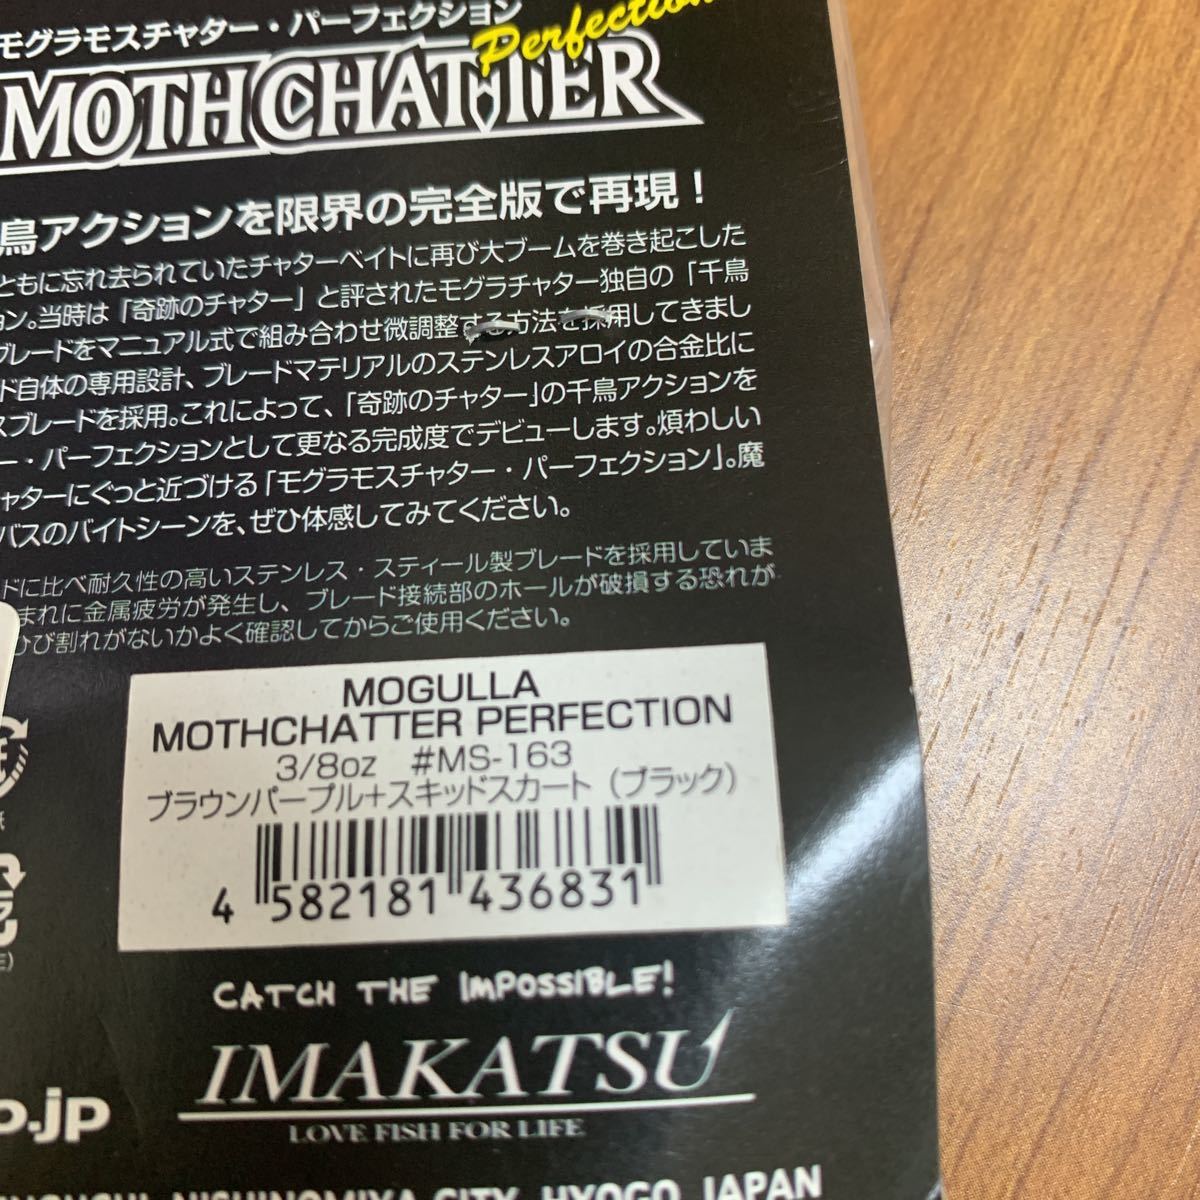 モグラモスチャター・パーフェクション
Perfection
MOTHCHATTER
鳥アクションを限界の完全版で再現！
ともに忘れ去られていたチャターベイトに再び大ブームを巻き起こした
ョン。当時は「奇跡のチャター」と評されたモグラチャター独自の「千鳥
ブレードをマニュアル式で組み合わせ微調整する方法を採用してきまし
ド自体の専用設計、ブレードマテリアルのステンレスアロイの合金比に
スブレードを採用。これによって、「奇跡のチャター」の千鳥アクションを
ー・パーフェクションとして更なる完成度でデビューします。煩わしい
ャターにぐっと近づける「モグラモスチャター・パーフェクション」。魔
バスのバイトシーンを、ぜひ体感してみてください。
ドに比べ耐久性の高いステンレス・スティール製ブレードを採用していま
まれに金属疲労が発生し、ブレード接続部のホールが破損する恐れが
ひび割れがないかよく確認してからご使用ください。
MOGULLA
MOTHCHATTER PERFECTION
3/8oz #MS-163
ブラウンパープル+スキッドスカート（ブラック）
4 582181 436831
CATCH THE IMPOSSIBLE!
IMAKATSU
LOVE FISH FOR LIFE
o.jp
NISHINOMIYA CITY, HYOGO JAPAN